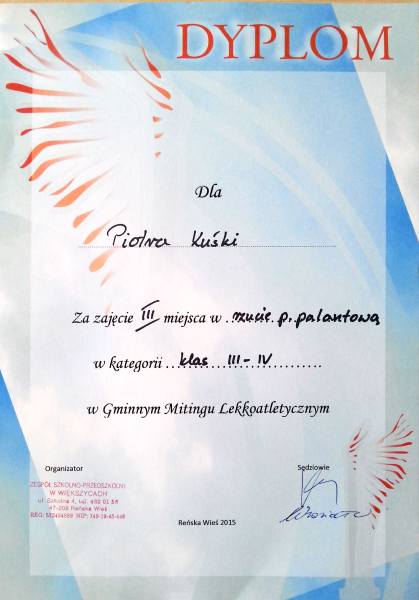 DYPLOM
Dla
Piotra Kuśki
Za zajęcie III miejsca w rzucie p. palantową
w kategorii klas III-IV
w Gminnym Mitingu Lekkoatletycznym
Organizator
Sędziowie
ZESPÓŁ SZKOLNO-PRZEDSZKOLNY
W WIĘKSZYCACH
ul. Szkolna 4, tel. 482 01 56
47-208 Reńska Wieś
Reńska Wieś 2015